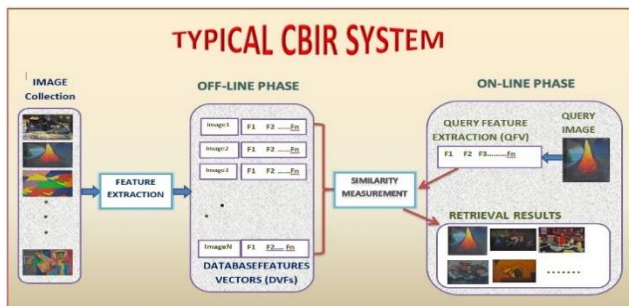 TYPICAL CBIR SYSTEM
IMAGE
Collection
OFF-LINE PHASE
ON-LINE PHASE
FEATURE
EXTRACTION
Image1 F1 F2 ......Fn
Image2 F1 F2 ......Fn
Image3 F1 F2 ......Fn
ImageN F1 F2.... Fn
DATABASEFEATURES
VECTORS (DVFs)
SIMILARITY
MEASUREMENT
QUERY FEATURE
EXTRACTION (QFV)
F1 F2 F3..........Fn
QUERY
IMAGE
RETRIEVAL RESULTS